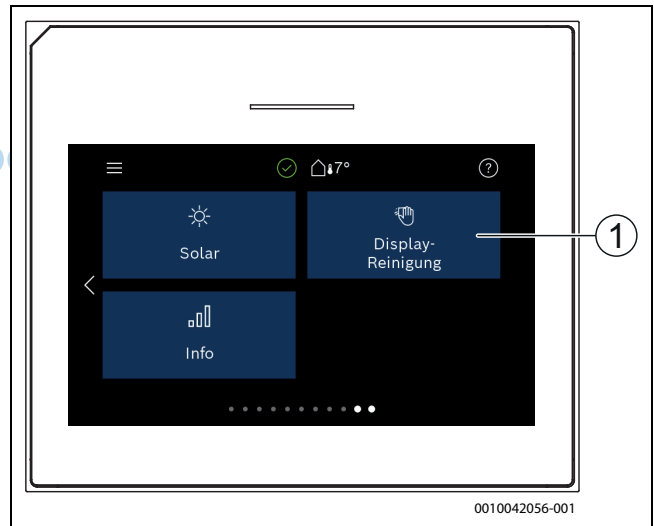 7°
?
Solar
Display-
Reinigung
1
Info
0010042056-001